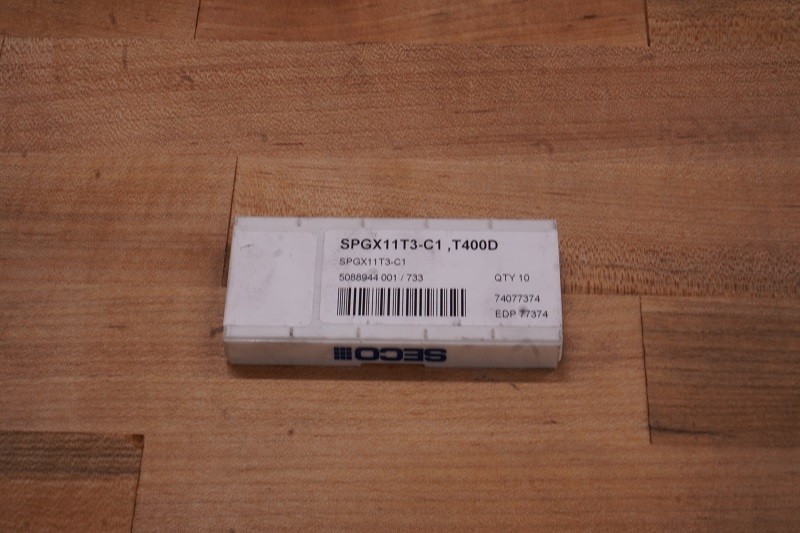 SPGX11T3-C1 ,T400D
SPGX11T3-C1
5088944 001 / 733
QTY 10
74077374
EDP 77374
SECO